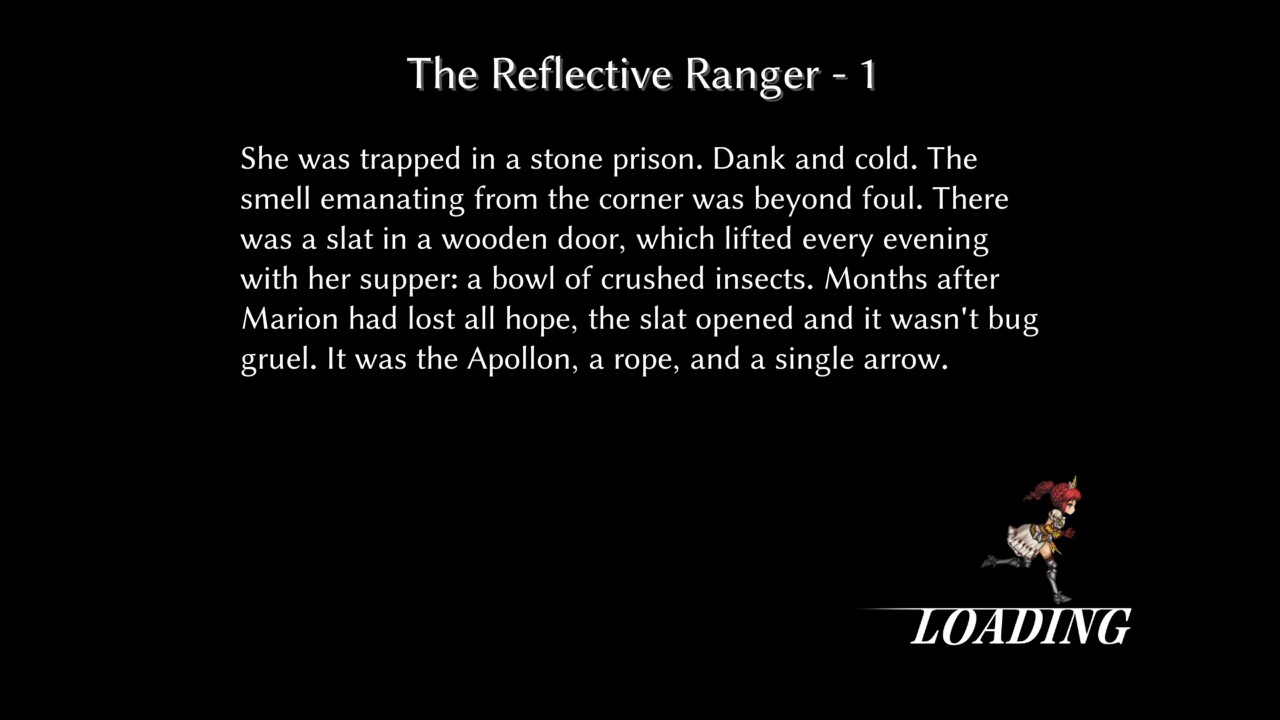 The Reflective Ranger - 1
She was trapped in a stone prison. Dank and cold. The
smell emanating from the corner was beyond foul. There
was a slat in a wooden door, which lifted every evening
with her supper: a bowl of crushed insects. Months after
Marion had lost all hope, the slat opened and it wasn't bug
gruel. It was the Apollon, a rope, and a single arrow.
LOADING